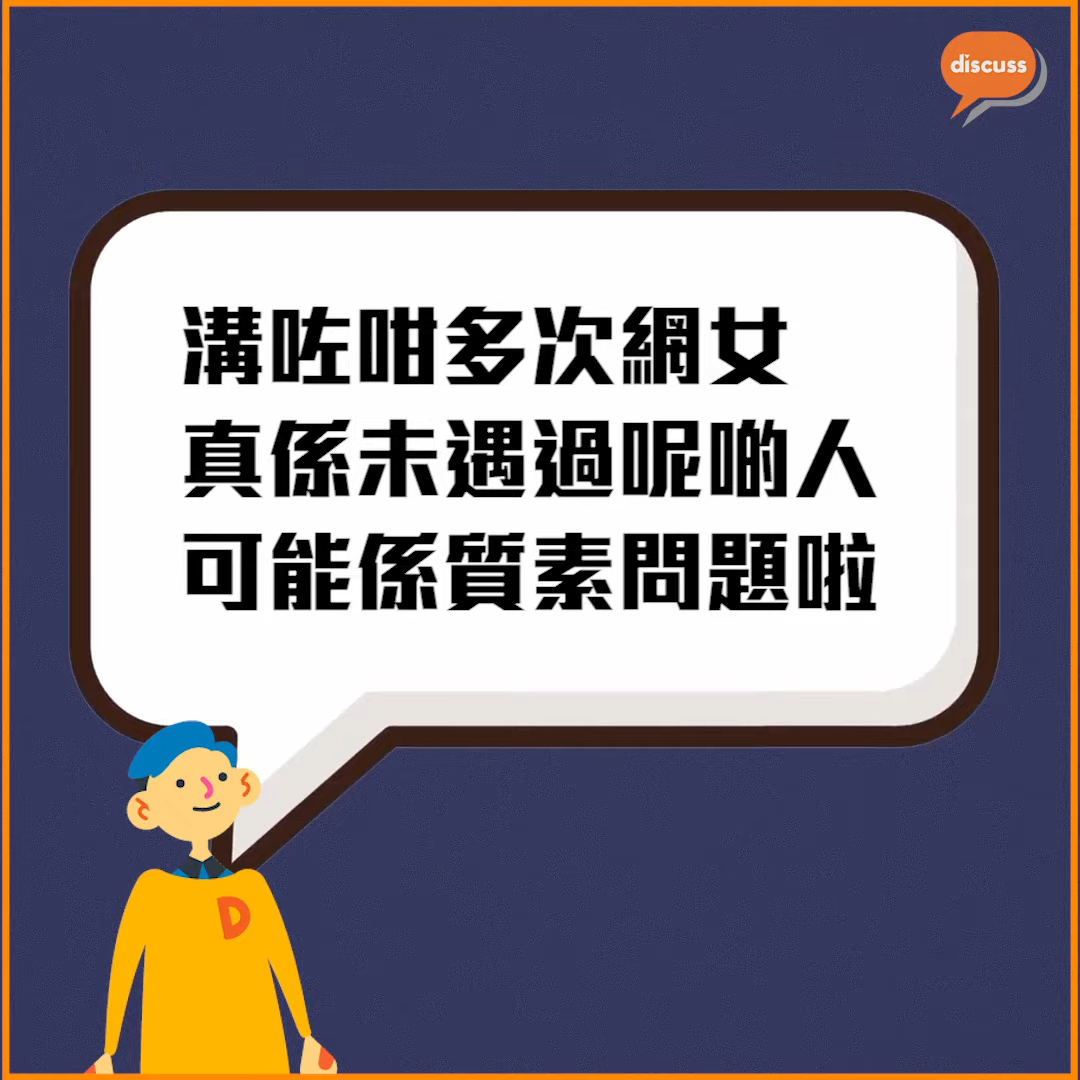 discuss
溝咗咁多次網女
真係未遇過呢啲人
可能係質素問題啦
D